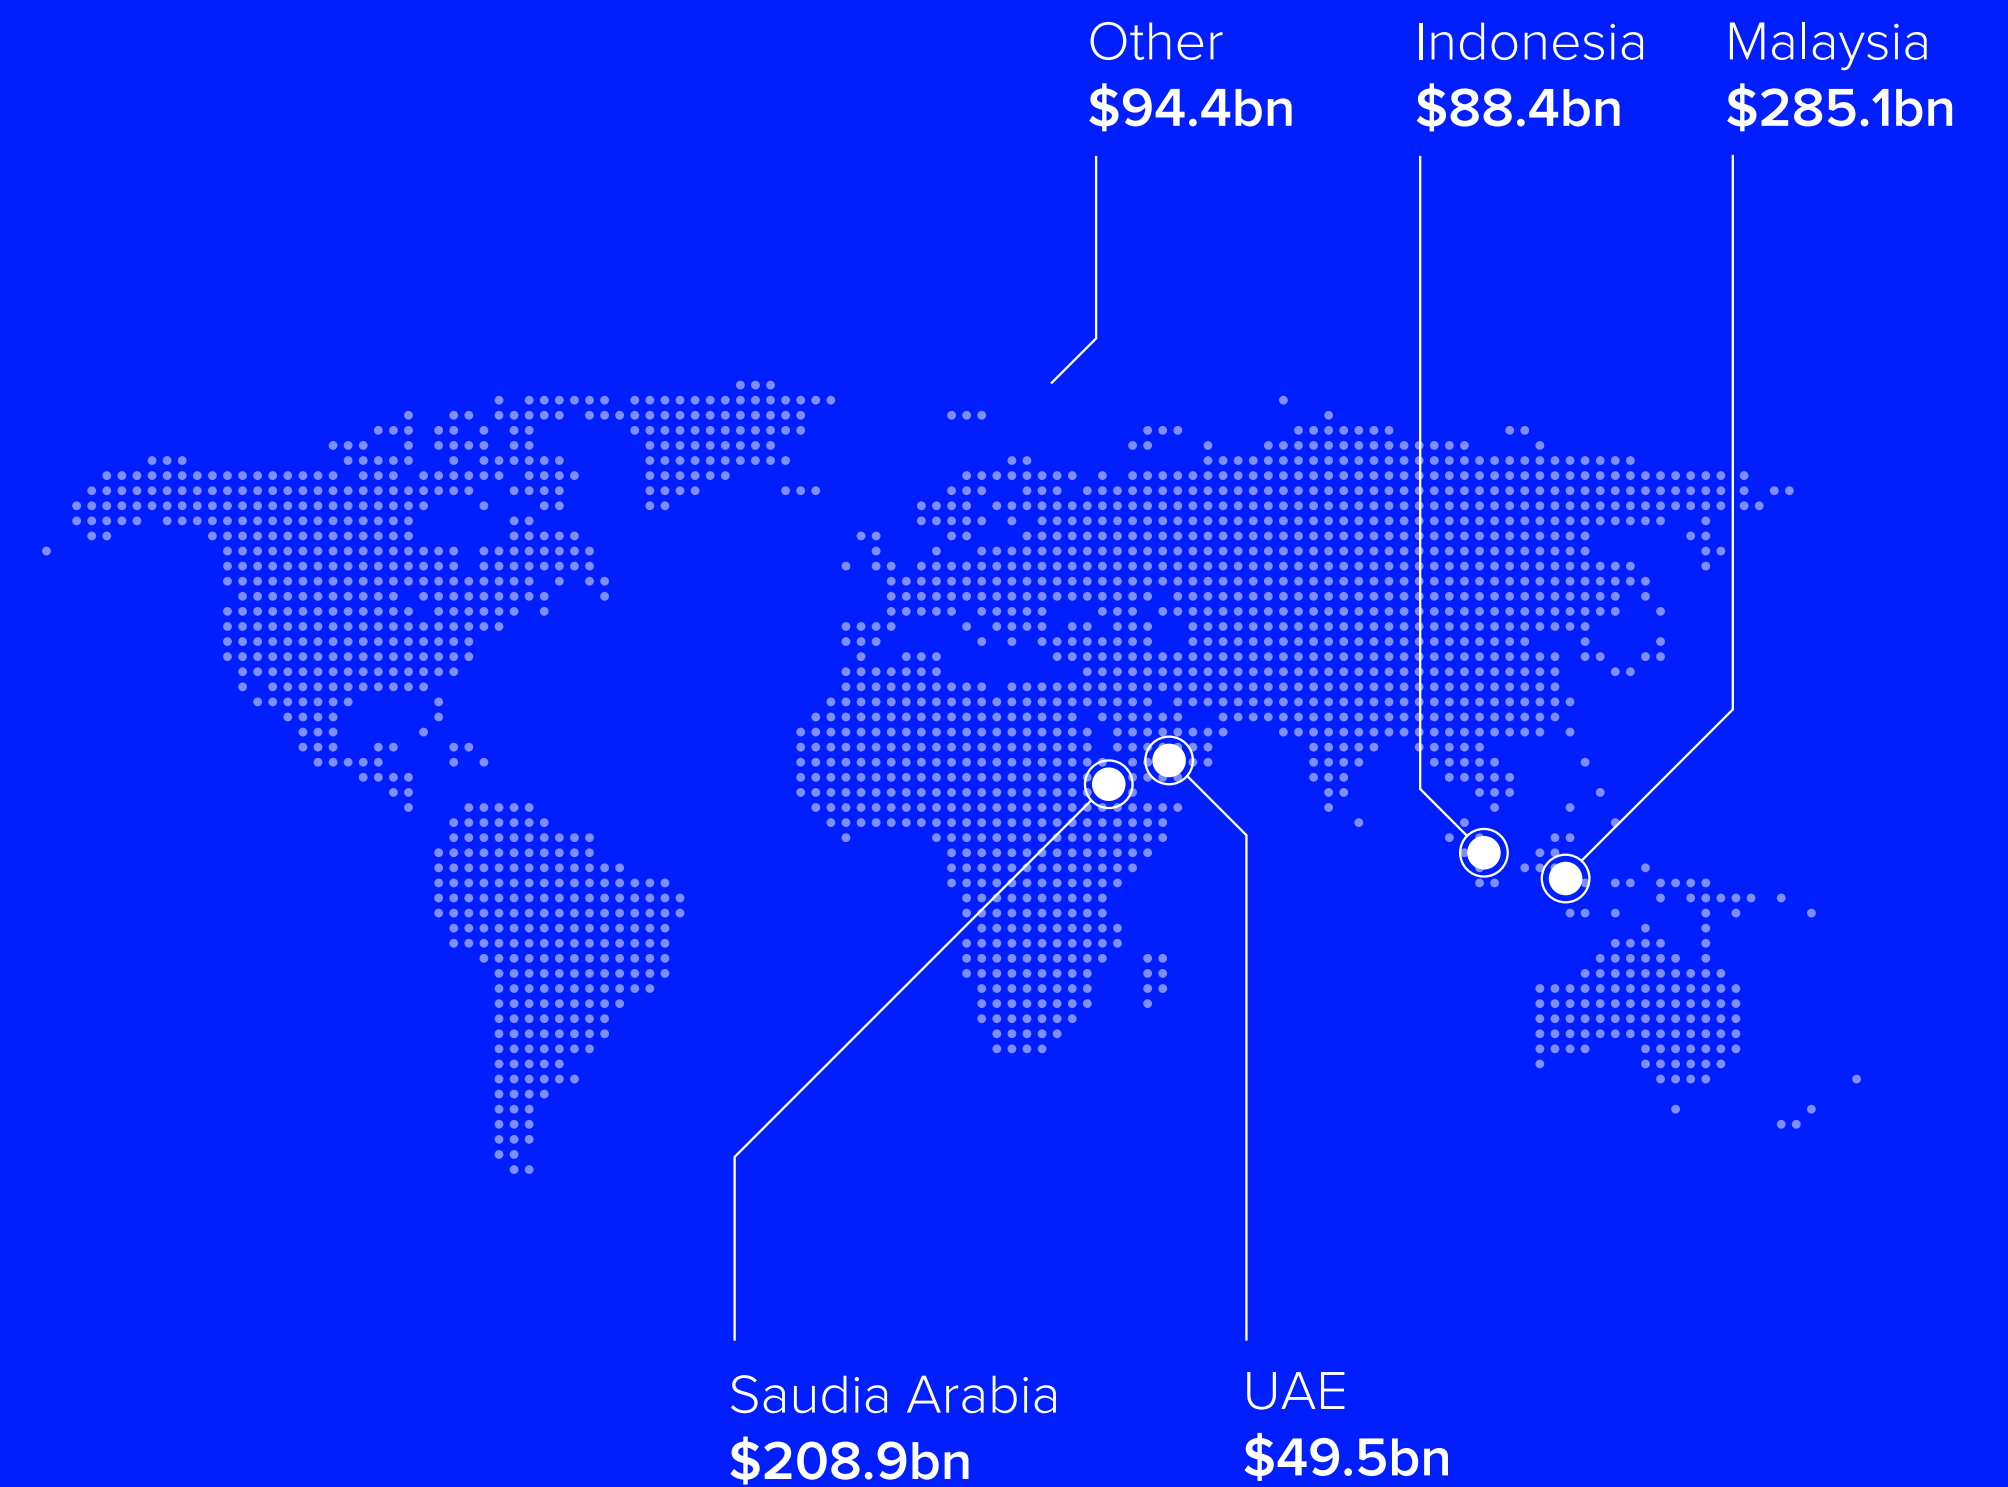 Other
$94.4bn
Indonesia
$88.4bn
Malaysia
$285.1bn
Saudia Arabia
$208.9bn
UAE
$49.5bn